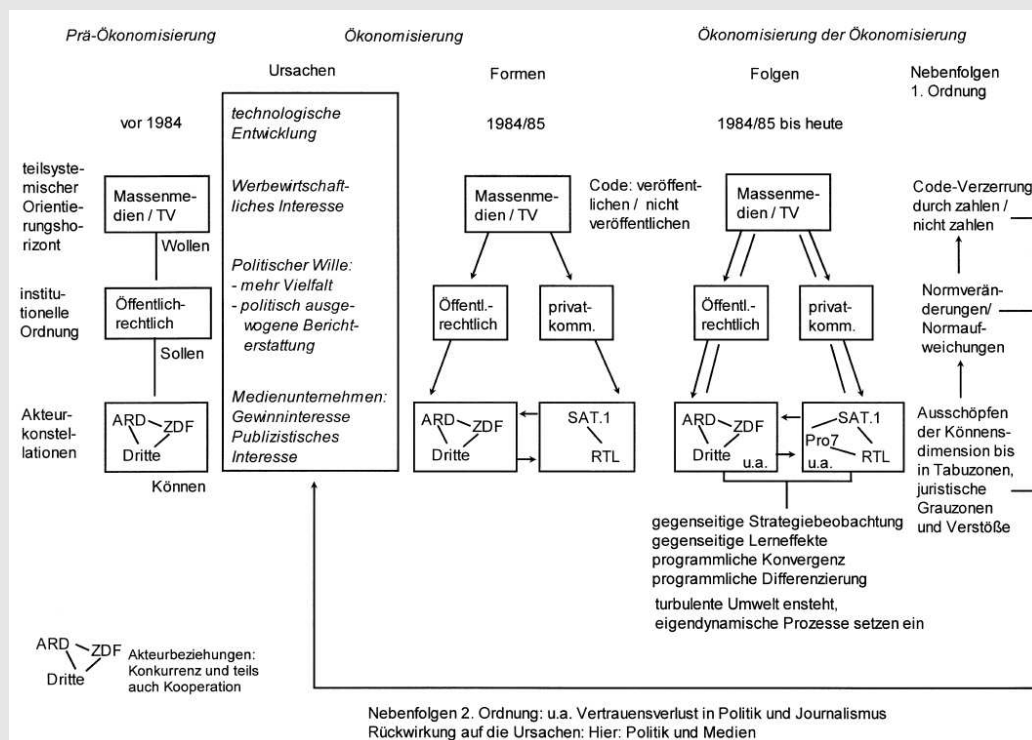 Prä-Ökonomisierung
Ökonomisierung
Ökonomisierung der Ökonomisierung
Ursachen
Formen
Folgen
Nebenfolgen
1. Ordnung
vor 1984
technologische
Entwicklung
1984/85
1984/85 bis heute
teilsyste-
mischer
Orientie-
rungsho-
rizont
Massenme-
dien / TV
Wollen
Werbewirtschaft-
liches Interesse
Massenme-
dien / TV
Code: veröffent-
lichen / nicht
veröffentlichen
Massenme-
dien / TV
Code-Verzerrung
durch zahlen /
nicht zahlen
institu-
tionelle
Ordnung
Öffentlich-
rechtlich
Sollen
Politischer Wille:
- mehr Vielfalt
- politisch ausge-
wogene Bericht-
erstattung
Öffentl.-
rechtlich
privat-
komm.
Öffentl.-
rechtlich
privat-
komm.
Normverän-
derungen/
Normauf-
weichungen
Akteur-
konstel-
lationen
ARD
ZDF
Dritte
Können
Medienunternehmen:
Gewinninteresse
Publizistisches
Interesse
ARD
ZDF
Dritte
SAT.1
RTL
ARD
ZDF
Dritte
u.a.
SAT.1
Pro7
RTL
u.a.
Ausschöpfen
der Könnens-
dimension bis
in Tabuzonen,
juristische
Grauzonen
und Verstöße
gegenseitige Strategiebeobachtung
gegenseitige Lerneffekte
programmliche Konvergenz
programmliche Differenzierung
turbulente Umwelt ensteht,
eigendynamische Prozesse setzen ein
ARD
ZDF
Dritte
Akteurbeziehungen:
Konkurrenz und teils
auch Kooperation
Nebenfolgen 2. Ordnung: u.a. Vertrauensverlust in Politik und Journalismus
Rückwirkung auf die Ursachen: Hier: Politik und Medien